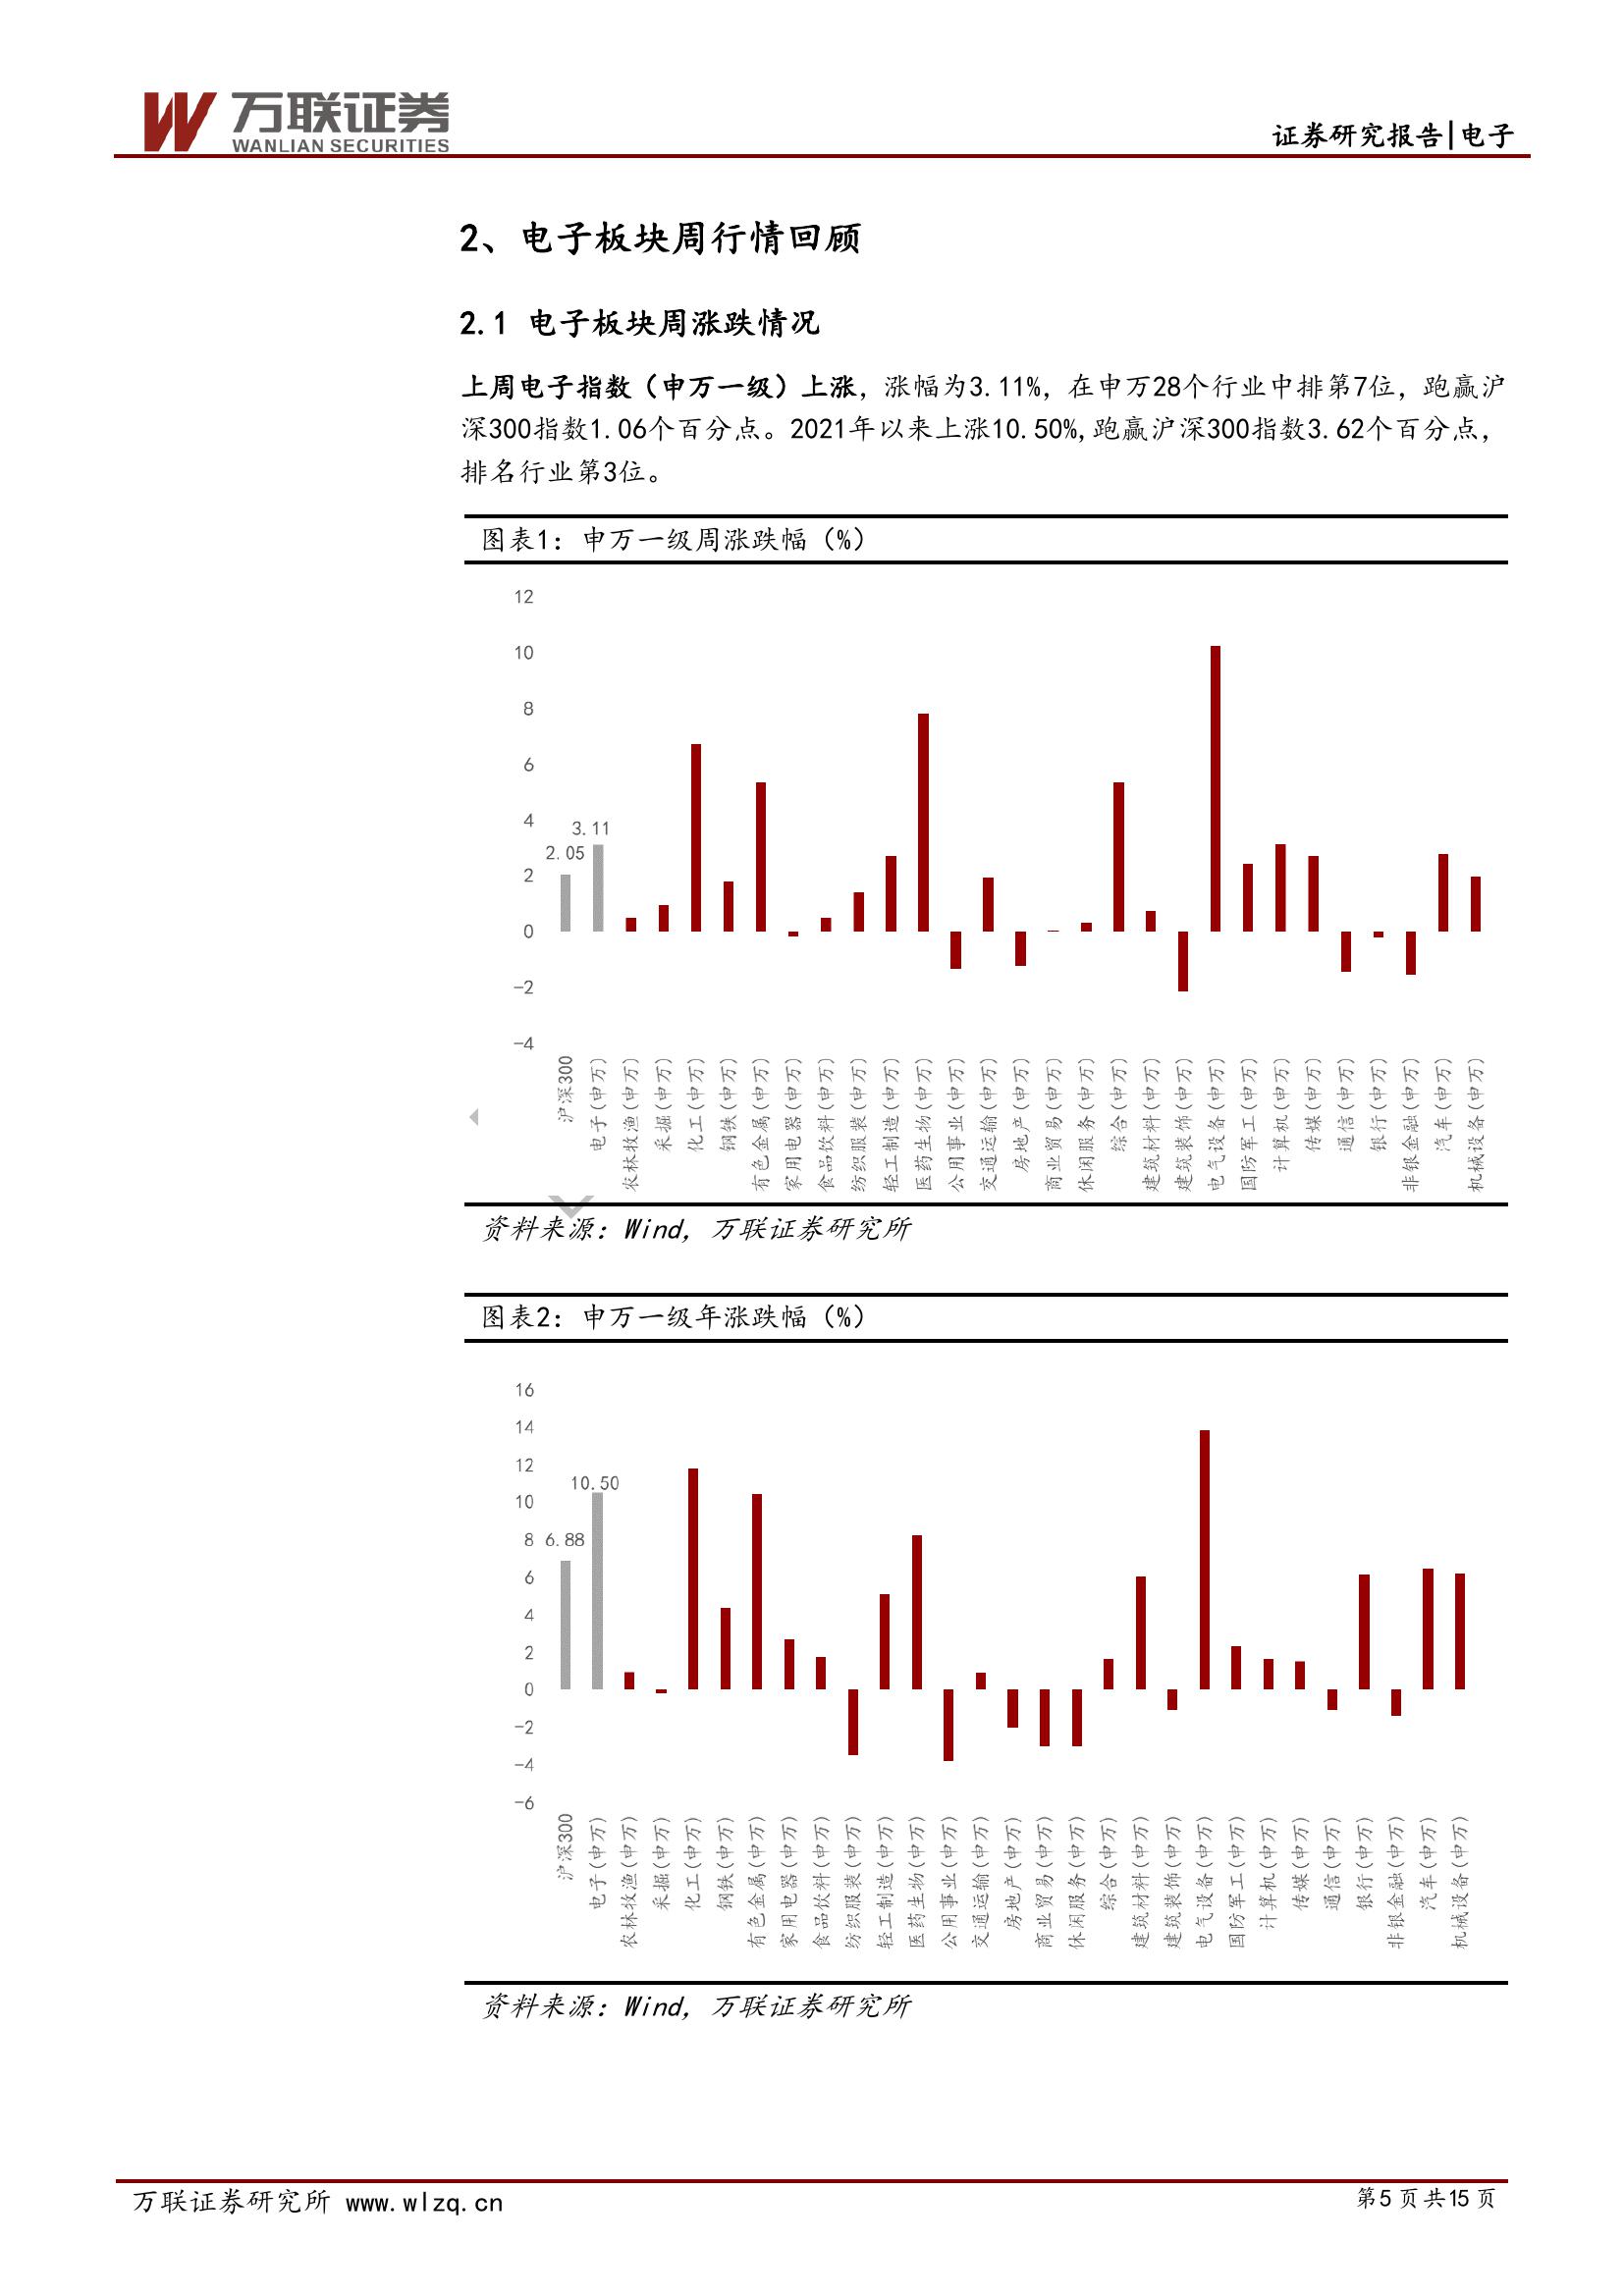 万联证券
WANLIAN SECURITIES
证券研究报告|电子
2、电子板块周行情回顾
2.1 电子板块周涨跌情况
上周电子指数（申万一级）上涨，涨幅为3.11%，在申万28个行业中排第7位，跑赢沪
深300指数1.06个百分点。2021年以来上涨10.50%,跑赢沪深300指数3.62个百分点，
排名行业第3位。
图表1：申万一级周涨跌幅（%）
12
10
8
6
4
2
0
-2
-4
2.05
3.11
沪深300
电子(申万)
农林牧渔(申万)
采掘(申万)
化工(申万)
钢铁(申万)
有色金属(申万)
家用电器(申万)
食品饮料(申万)
纺织服装(申万)
轻工制造(申万)
医药生物(申万)
公用事业(申万)
交通运输(申万)
房地产(申万)
商业贸易(申万)
休闲服务(申万)
综合(申万)
建筑材料(申万)
建筑装饰(申万)
电气设备(申万)
国防军工(申万)
计算机(申万)
传媒(申万)
通信(申万)
银行(申万)
非银金融(申万)
汽车(申万)
机械设备(申万)
资料来源：Wind，万联证券研究所
图表2：申万一级年涨跌幅（%）
16
14
12
10
8
6
4
2
0
-2
-4
-6
6.88
10.50
沪深300
电子(申万)
农林牧渔(申万)
采掘(申万)
化工(申万)
钢铁(申万)
有色金属(申万)
家用电器(申万)
食品饮料(申万)
纺织服装(申万)
轻工制造(申万)
医药生物(申万)
公用事业(申万)
交通运输(申万)
房地产(申万)
商业贸易(申万)
休闲服务(申万)
综合(申万)
建筑材料(申万)
建筑装饰(申万)
电气设备(申万)
国防军工(申万)
计算机(申万)
传媒(申万)
通信(申万)
银行(申万)
非银金融(申万)
汽车(申万)
机械设备(申万)
资料来源：Wind，万联证券研究所
万联证券研究所 www.wlzq.cn
第5页共15页